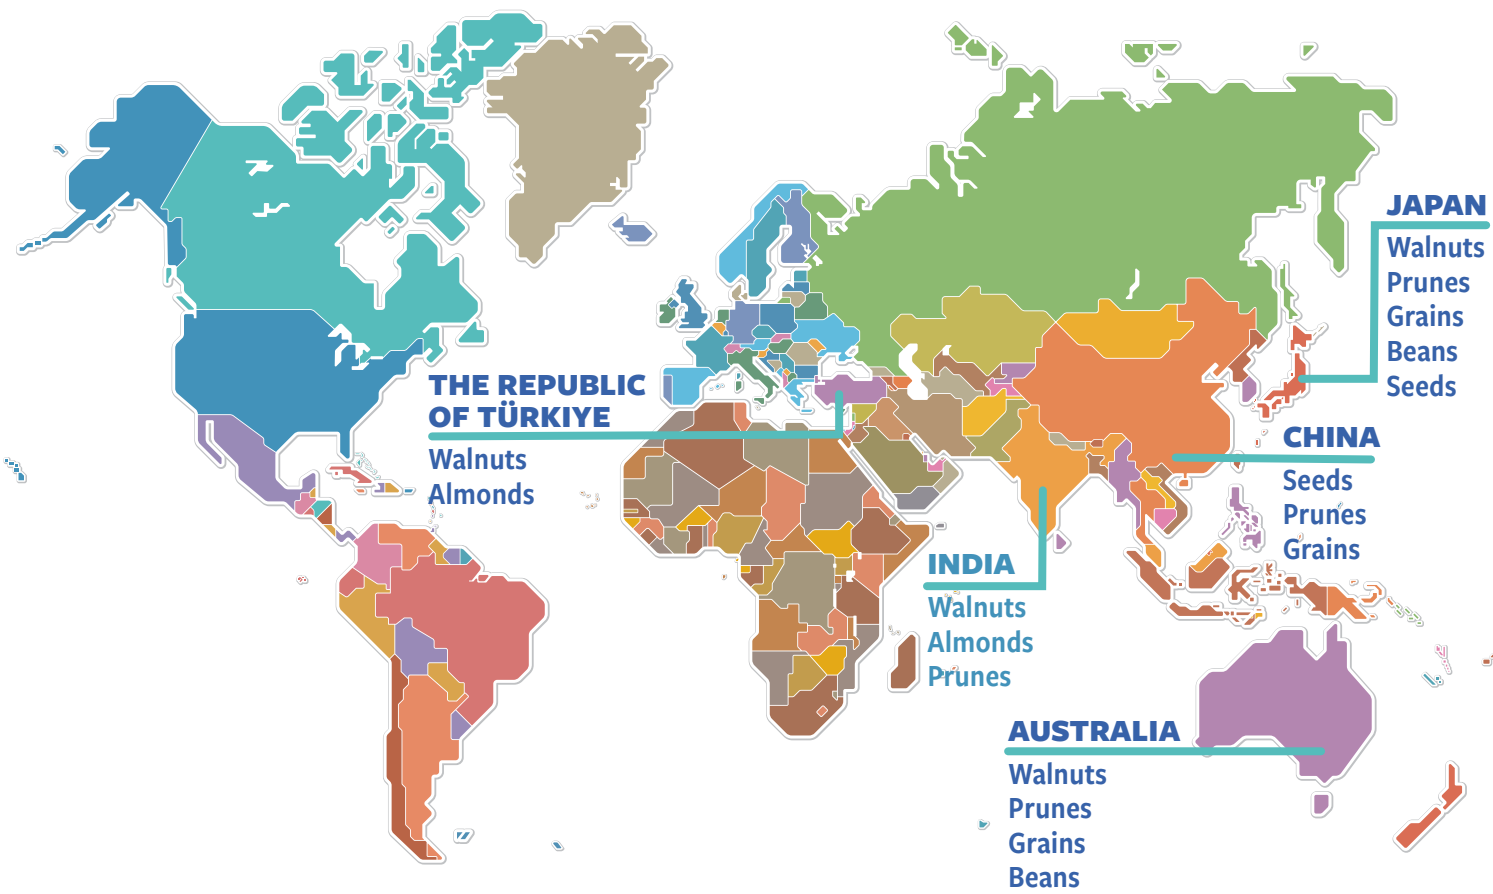 JAPAN
Walnuts
Prunes
Grains
Beans
Seeds
THE REPUBLIC
OF TÜRKIYE
Walnuts
Almonds
CHINA
Seeds
Prunes
Grains
INDIA
Walnuts
Almonds
Prunes
AUSTRALIA
Walnuts
Prunes
Grains
Beans